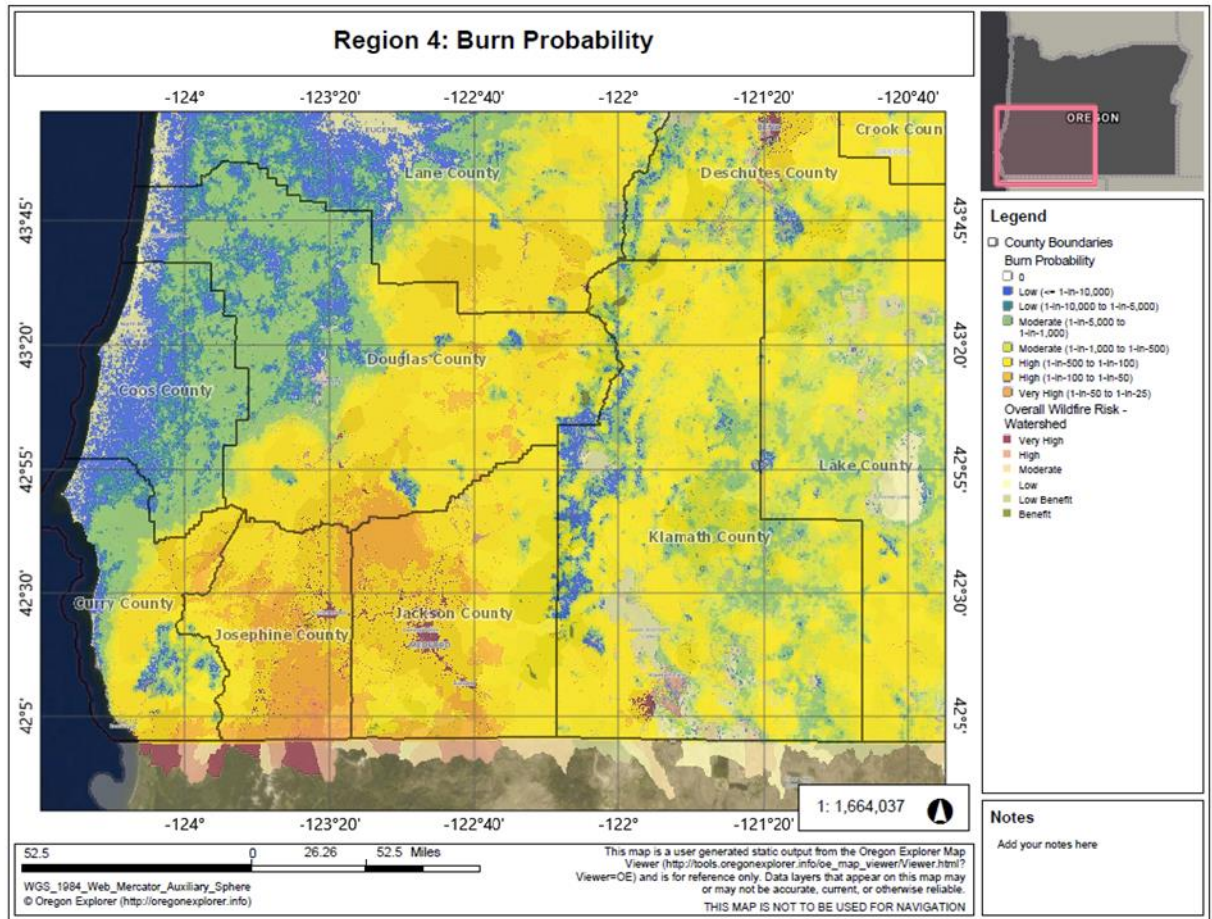 Region 4: Burn Probability
-124° -123°20' -122°40' -122° -121°20' -120°40'
OREGON
EUGENE
BEND
Crook Coun
Lane County
Deschutes County
43°45' 43°45'
43°20' 43°20'
Douglas County
Coos County
42°55' 42°55'
Lake County
Klamath County
42°30' 42°30'
Curry County
Jackson County
Josephine County
MEDFORD
42°5' 42°5'
-124° -123°20' -122°40' -122° -121°20'
1: 1,664,037
Legend
County Boundaries
Burn Probability
0
Low (<= 1-in-10,000)
Low (1-in-10,000 to 1-in-5,000)
Moderate (1-in-5,000 to
1-in-1,000)
Moderate (1-in-1,000 to 1-in-500)
High (1-in-500 to 1-in-100)
High (1-in-100 to 1-in-50)
Very High (1-in-50 to 1-in-25)
Overall Wildfire Risk -
Watershed
Very High
High
Moderate
Low
Low Benefit
Benefit
Notes
Add your notes here
52.5 0 26.26 52.5 Miles
WGS_1984_Web_Mercator_Auxiliary_Sphere
© Oregon Explorer (http://oregonexplorer.info)
This map is a user generated static output from the Oregon Explorer Map
Viewer (http://tools.oregonexplorer.info/oe_map_viewer/Viewer.html?
Viewer=OE) and is for reference only. Data layers that appear on this map may
or may not be accurate, current, or otherwise reliable.
THIS MAP IS NOT TO BE USED FOR NAVIGATION